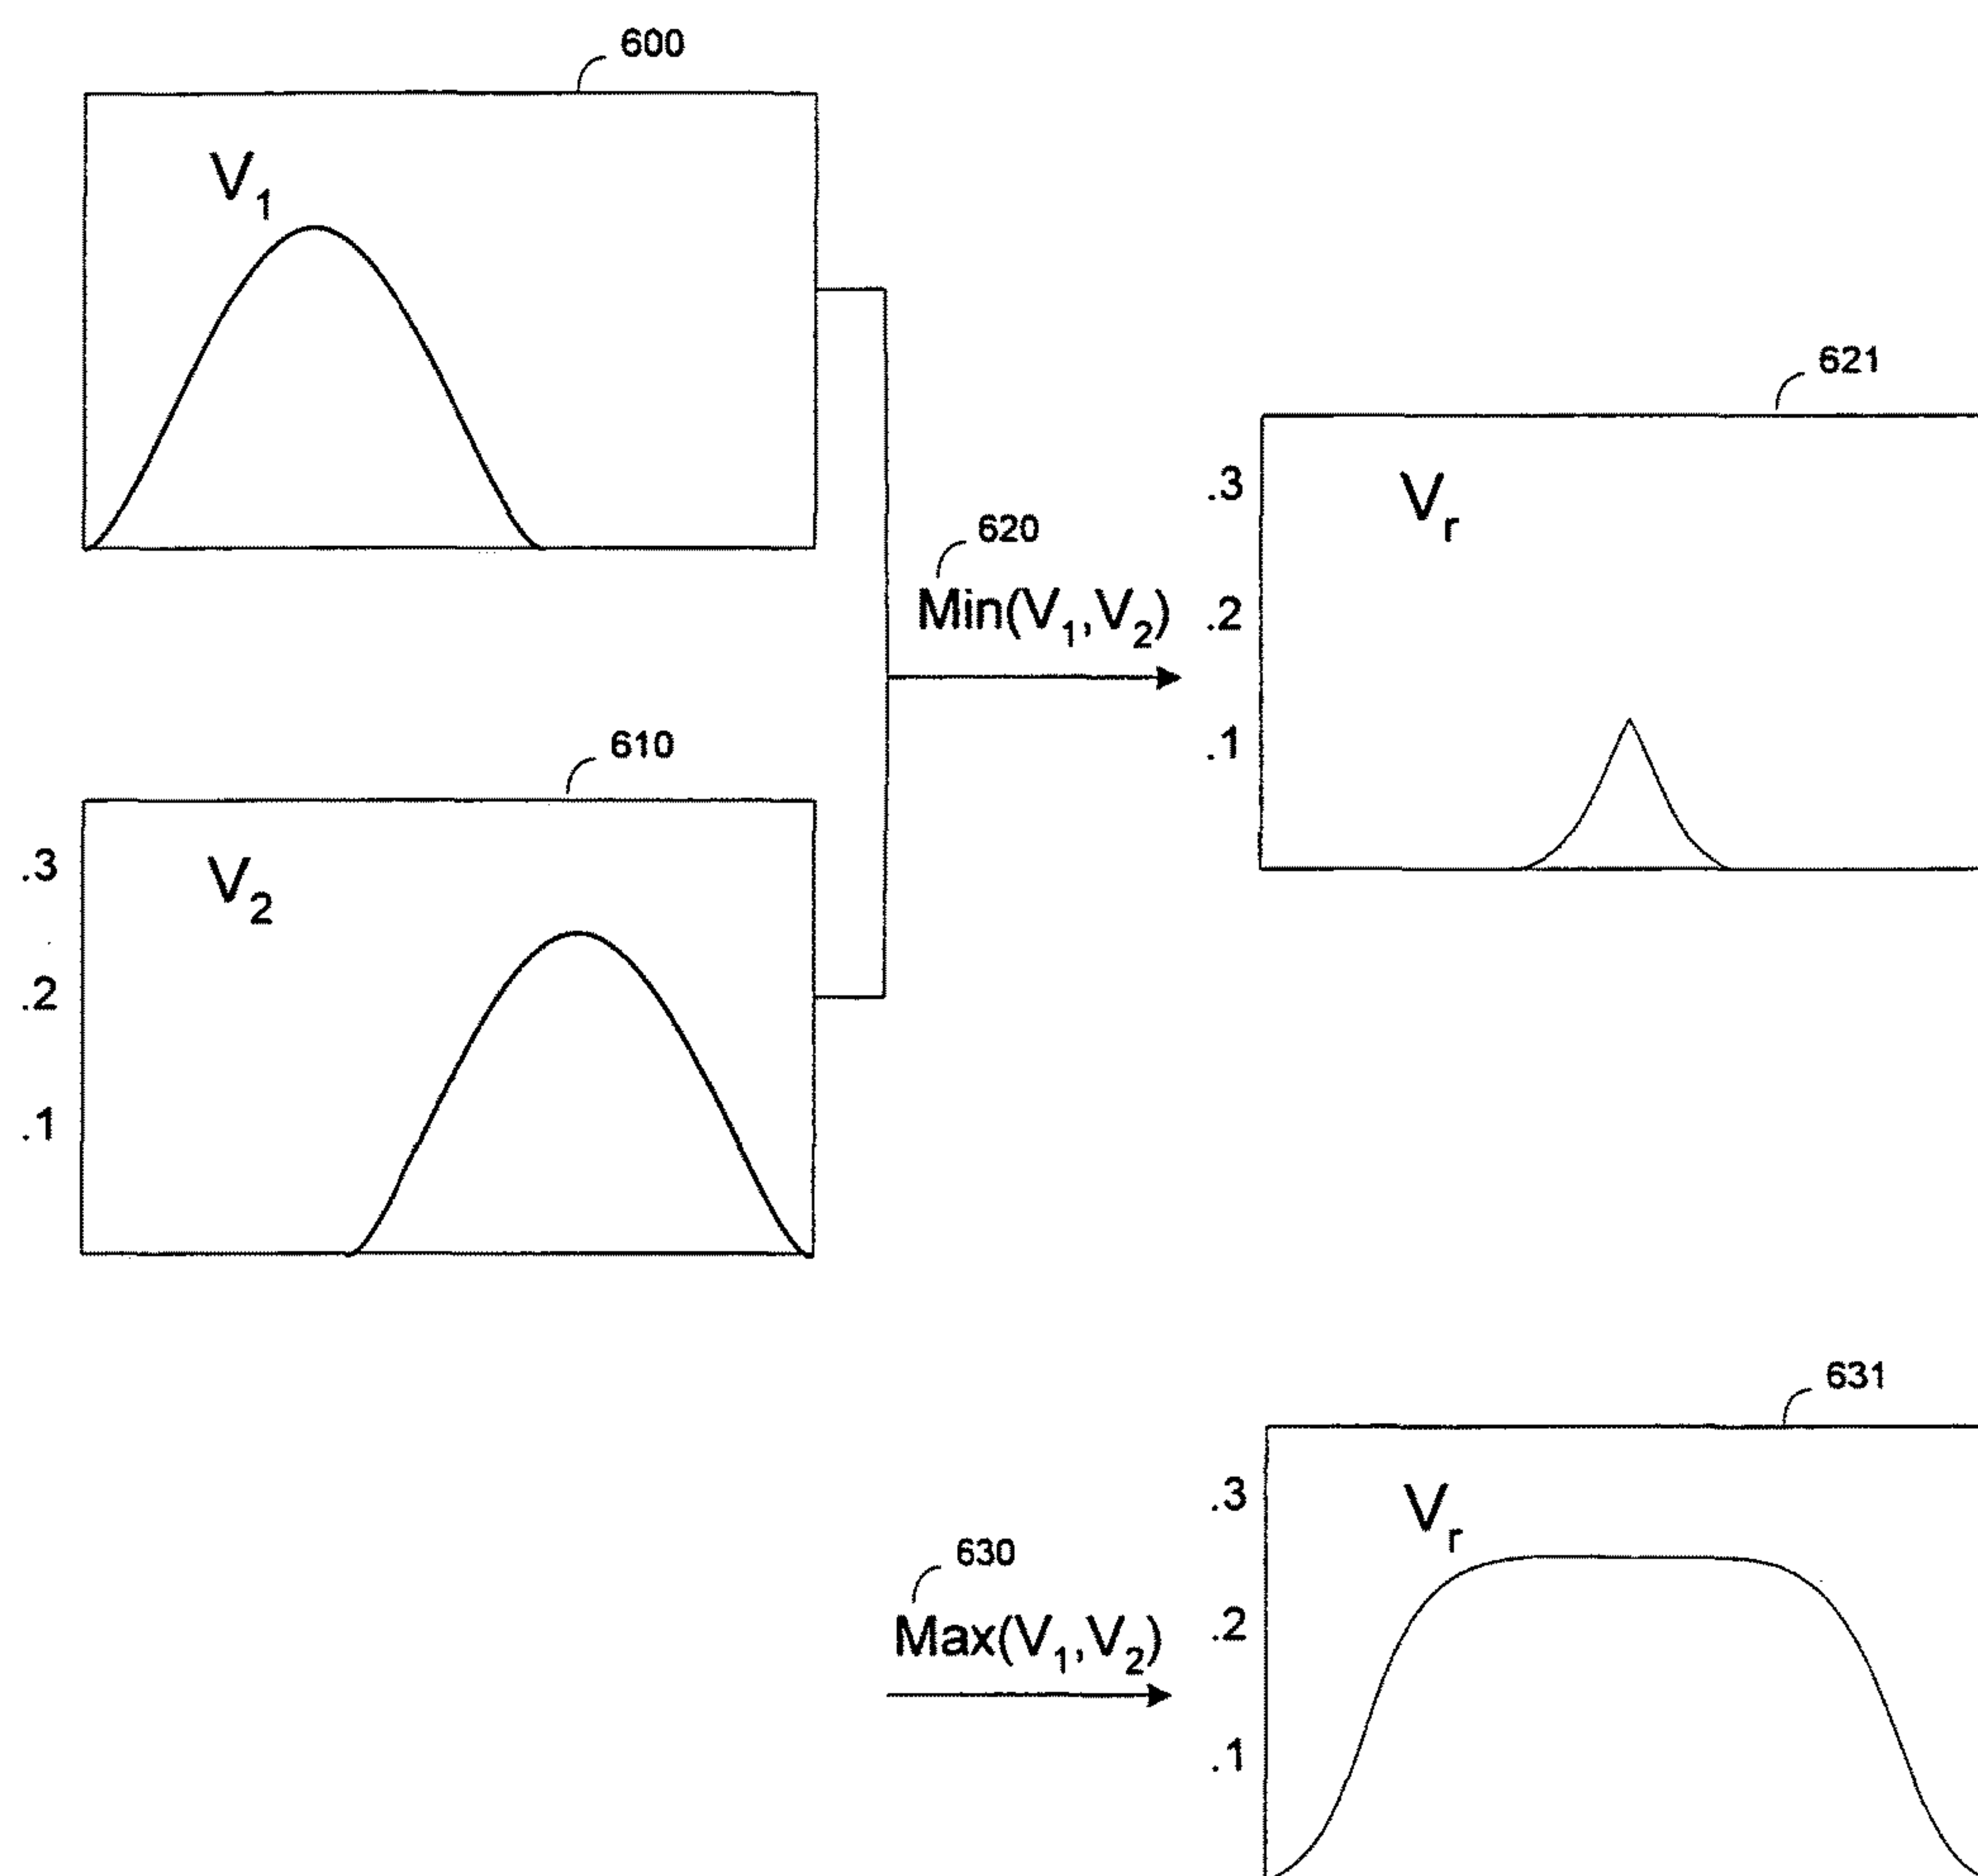 600
V1
621
.3
Vr
620
Min(V1,V2)
.2
.1
610
.3
V2
.2
.1
631
.3
Vr
630
Max(V1,V2)
.2
.1